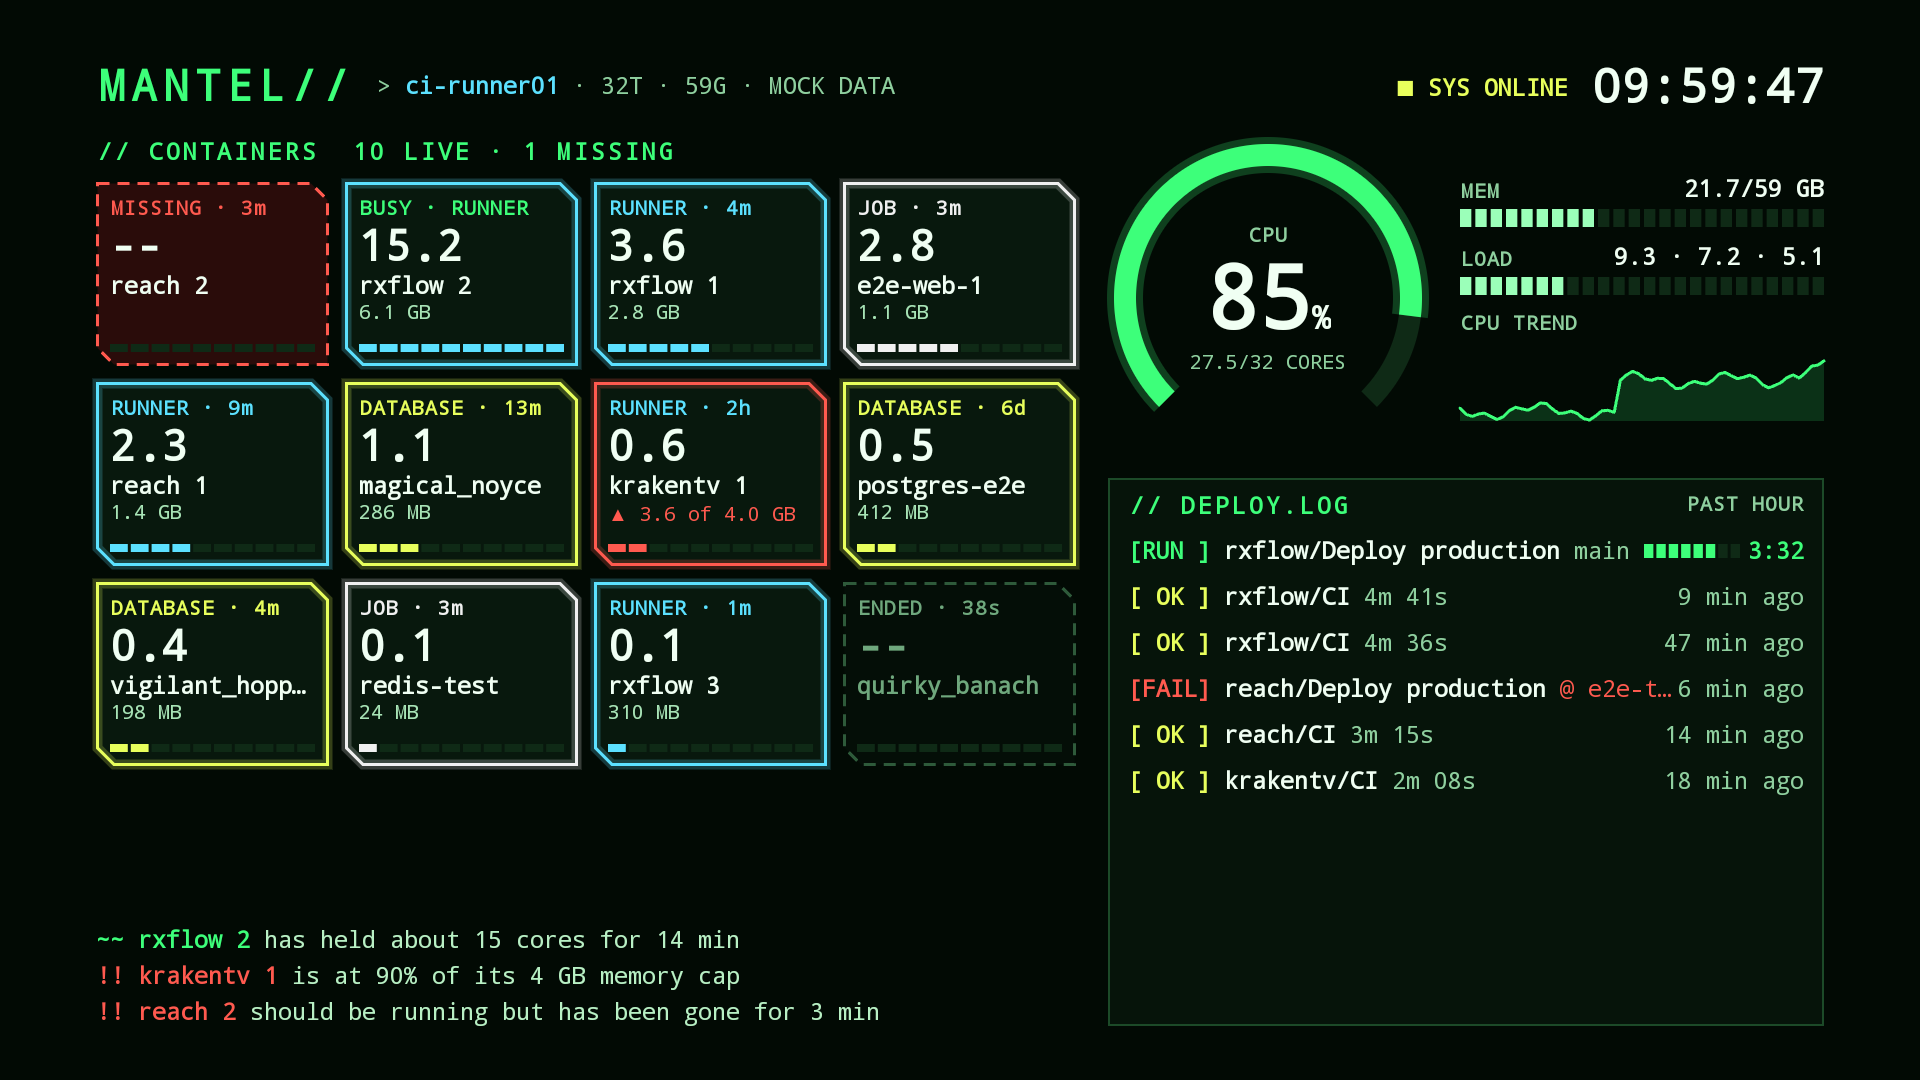 MANTEL// > ci-runner01 · 32T · 59G · MOCK DATA
■ SYS ONLINE 09:59:47
// CONTAINERS 10 LIVE · 1 MISSING
MISSING · 3m
--
reach 2
BUSY · RUNNER
15.2
rxflow 2
6.1 GB
RUNNER · 4m
3.6
rxflow 1
2.8 GB
JOB · 3m
2.8
e2e-web-1
1.1 GB
RUNNER · 9m
2.3
reach 1
1.4 GB
DATABASE · 13m
1.1
magical_noyce
286 MB
RUNNER · 2h
0.6
krakentv 1
▲ 3.6 of 4.0 GB
DATABASE · 6d
0.5
postgres-e2e
412 MB
DATABASE · 4m
0.4
vigilant_hopp…
198 MB
JOB · 3m
0.1
redis-test
24 MB
RUNNER · 1m
0.1
rxflow 3
310 MB
ENDED · 38s
--
quirky_banach
~~ rxflow 2 has held about 15 cores for 14 min
!! krakentv 1 is at 90% of its 4 GB memory cap
!! reach 2 should be running but has been gone for 3 min
CPU
85%
27.5/32 CORES
MEM 21.7/59 GB
LOAD 9.3 · 7.2 · 5.1
CPU TREND
// DEPLOY.LOG PAST HOUR
[RUN ] rxflow/Deploy production main 3:32
[ OK ] rxflow/CI 4m 41s 9 min ago
[ OK ] rxflow/CI 4m 36s 47 min ago
[FAIL] reach/Deploy production @ e2e-t… 6 min ago
[ OK ] reach/CI 3m 15s 14 min ago
[ OK ] krakentv/CI 2m 08s 18 min ago